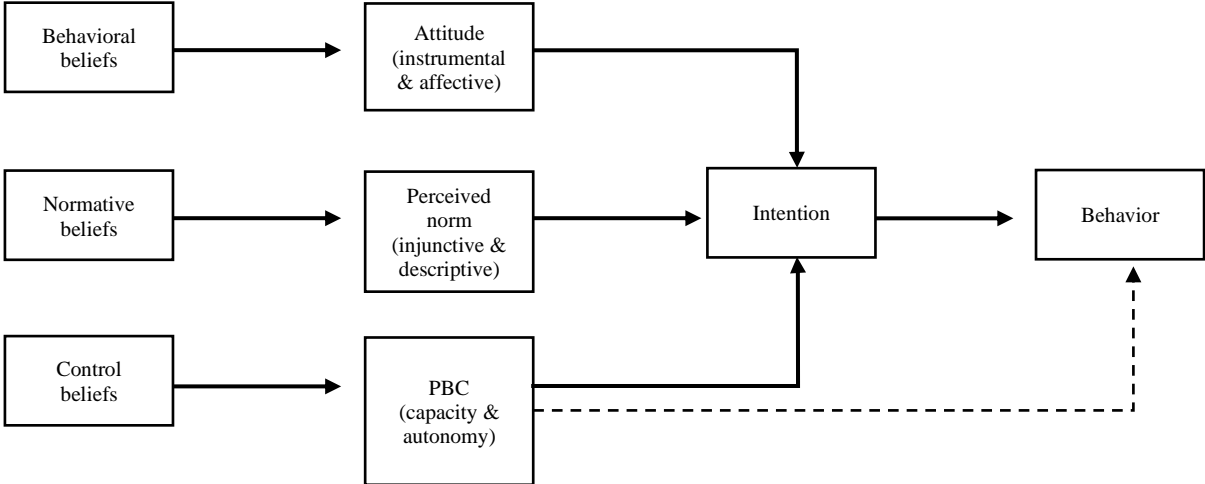 Behavioral
beliefs
Attitude
(instrumental
& affective)
Normative
beliefs
Perceived
norm
(injunctive &
descriptive)
Intention
Behavior
Control
beliefs
PBC
(capacity &
autonomy)